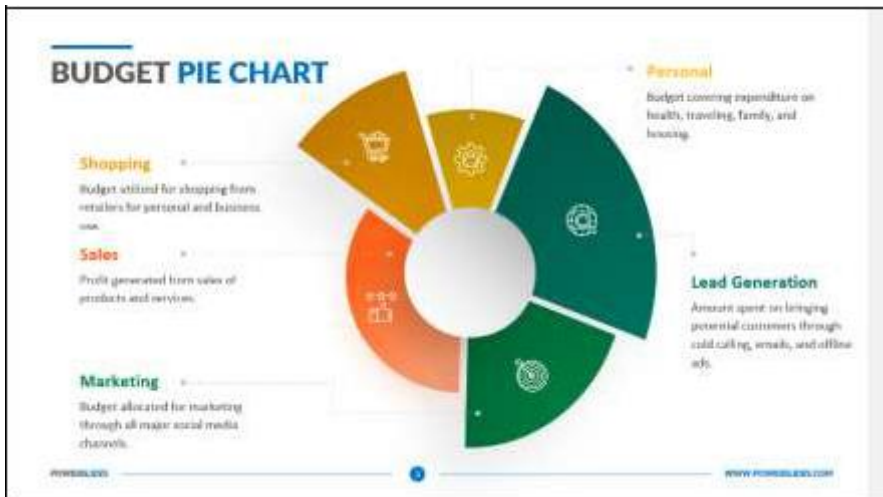 BUDGET PIE CHART
Personal
Budget covering expenditure on
health, traveling, family, and
housing.
Shopping
Budget utilized for shopping from
retailers for personal and business
use.
Sales
Profit generated from sales of
products and services.
Lead Generation
Amount spent on bringing
potential customers through
cold calling, emails, and offline
ads.
Marketing
Budget allocated for marketing
through all major social media
channels.
POWERSLIDES
WWW.POWERSLIDES.COM